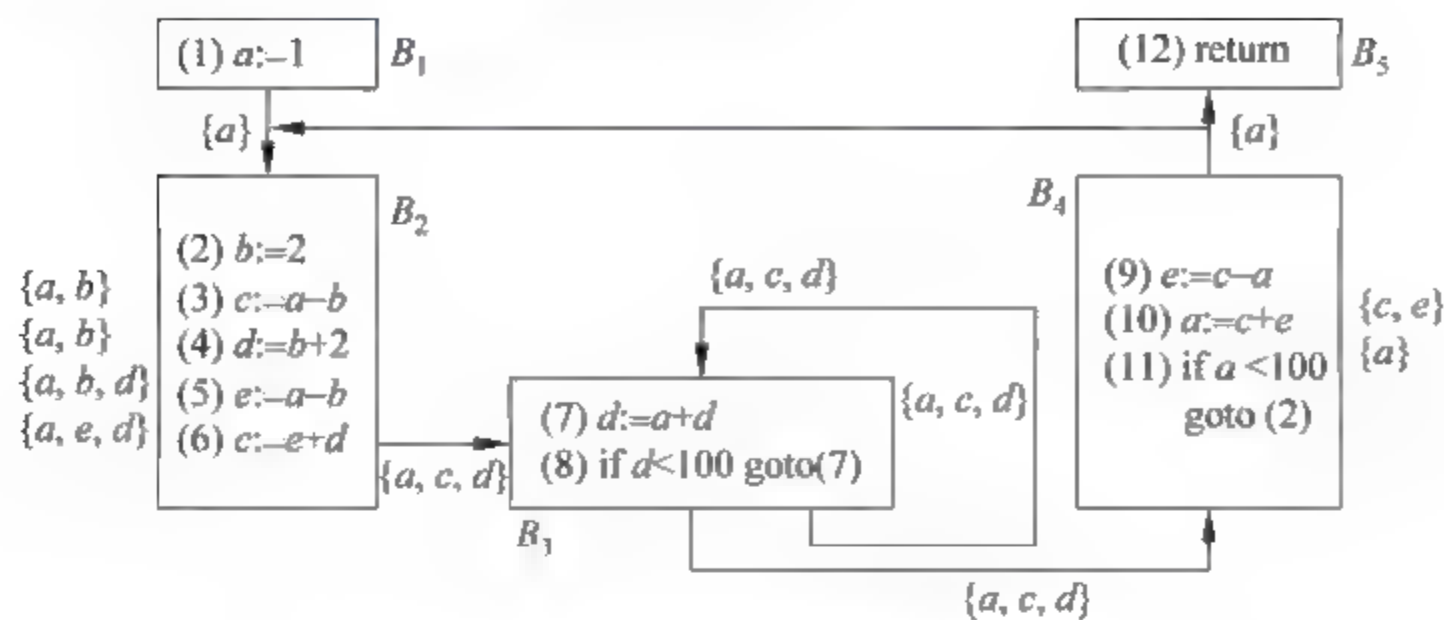 (1) a:=1
B₁
{a}
B₂
{a, b}
{a, b}
{a, b, d}
{a, e, d}
(2) b:=2
(3) c:=a–b
(4) d:=b+2
(5) e:=a–b
(6) c:=e+d
{a, c, d}
{a, c, d}
(7) d:=a+d
(8) if d<100 goto(7)
{a, c, d}
B₃
{a, c, d}
(12) return
B₅
{a}
B₄
(9) e:=c–a
(10) a:=c+e
(11) if a <100
goto (2)
{c, e}
{a}